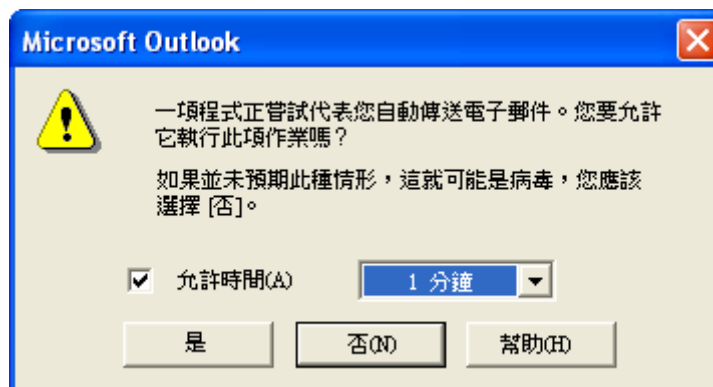 Microsoft Outlook
一項程式正嘗試代表您自動傳送電子郵件。您要允許
它執行此項作業嗎？
如果並未預期此種情形，這就可能是病毒，您應該
選擇 [否]。
允許時間(A) 1 分鐘
是 否(N) 幫助(H)